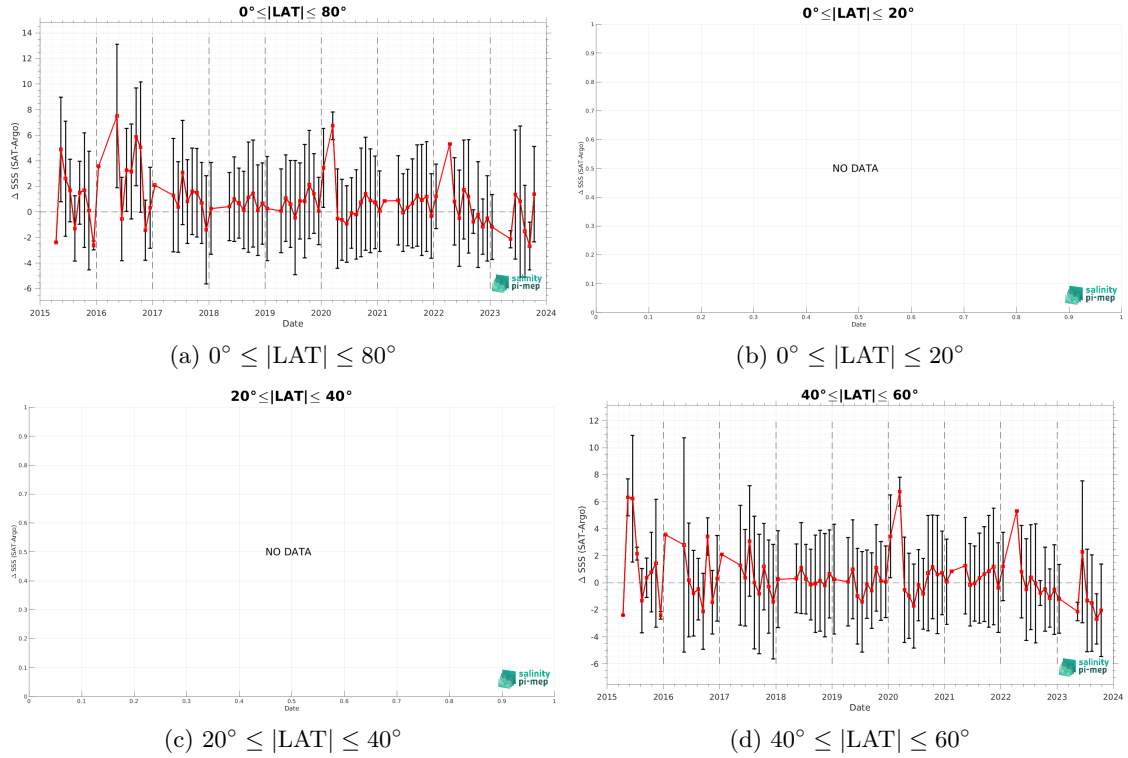 0°≤|LAT|≤ 80°
Δ SSS (SAT-Argo)
14
12
10
8
6
4
2
0
-2
-4
-6
2015 2016 2017 2018 2019 2020 2021 2022 2023 2024
Date
salinity
pi-mep
(a) 0° ≤ |LAT| ≤ 80°
0°≤|LAT|≤ 20°
Δ SSS (SAT-Argo)
1
0.9
0.8
0.7
0.6
0.5
0.4
0.3
0.2
0.1
0
NO DATA
0 0.1 0.2 0.3 0.4 0.5 0.6 0.7 0.8 0.9 1
Date
salinity
pi-mep
(b) 0° ≤ |LAT| ≤ 20°
20°≤|LAT|≤ 40°
Δ SSS (SAT-Argo)
1
0.9
0.8
0.7
0.6
0.5
0.4
0.3
0.2
0.1
0
NO DATA
0 0.1 0.2 0.3 0.4 0.5 0.6 0.7 0.8 0.9 1
Date
salinity
pi-mep
(c) 20° ≤ |LAT| ≤ 40°
40°≤|LAT|≤ 60°
Δ SSS (SAT-Argo)
12
10
8
6
4
2
0
-2
-4
-6
2015 2016 2017 2018 2019 2020 2021 2022 2023 2024
Date
salinity
pi-mep
(d) 40° ≤ |LAT| ≤ 60°